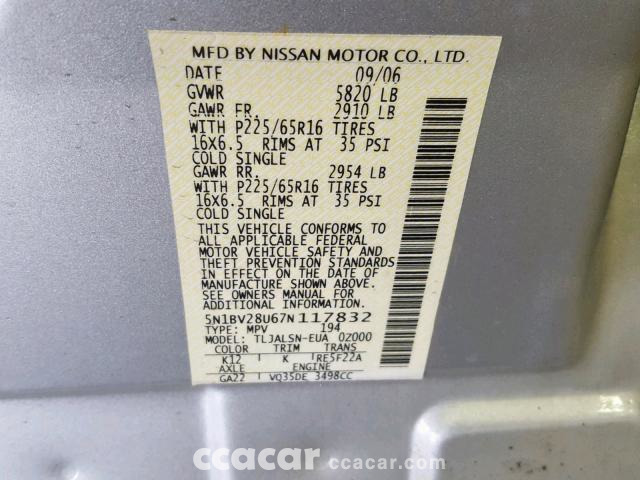 MFD BY NISSAN MOTOR CO., LTD.
DATE 09/06
GVWR 5820 LB
GAWR FR. 2910 LB
WITH P225/65R16 TIRES
16X6.5 RIMS AT 35 PSI
COLD SINGLE
GAWR RR. 2954 LB
WITH P225/65R16 TIRES
16X6.5 RIMS AT 35 PSI
COLD SINGLE
THIS VEHICLE CONFORMS TO
ALL APPLICABLE FEDERAL
MOTOR VEHICLE SAFETY AND
THEFT PREVENTION STANDARDS
IN EFFECT ON THE DATE OF
MANUFACTURE SHOWN ABOVE.
SEE OWNERS MANUAL FOR
ADDITIONAL INFORMATION.
5N1BV28U67N117832
TYPE: MPV 194
MODEL: TLJALSN-EUA 0Z000
COLOR TRIM TRANS
K12 K RE5F22A
AXLE ENGINE
GA22 VQ35DE 3498CC
ccacar ccacar.com